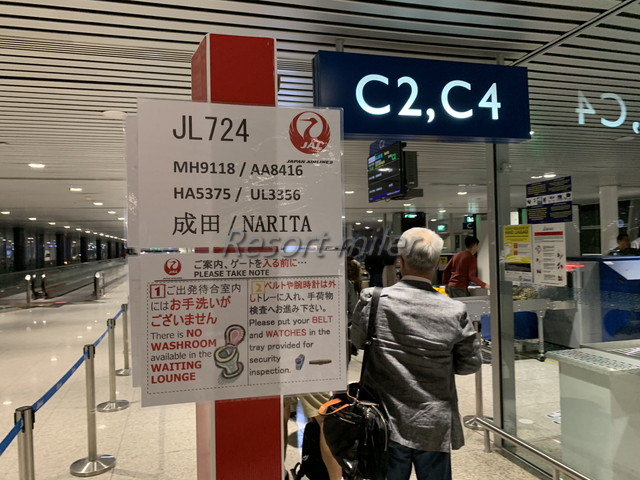 C2,C4
C4
JL724
JAL
JAPAN AIRLINES
MH9118 / AA8416
HA5375 / UL3356
成田 / NARITA
Resort-miler
ご案内、ゲートを入る前に…
PLEASE TAKE NOTE
1 ご出発待合室内
にはお手洗いが
ございません
There is NO
WASHROOM
available in the
WAITING
LOUNGE
2 ベルトや腕時計は外
しトレーに入れ、手荷物
検査へお進み下さい。
Please put your BELT
and WATCHES in the
tray provided for
security
inspection.